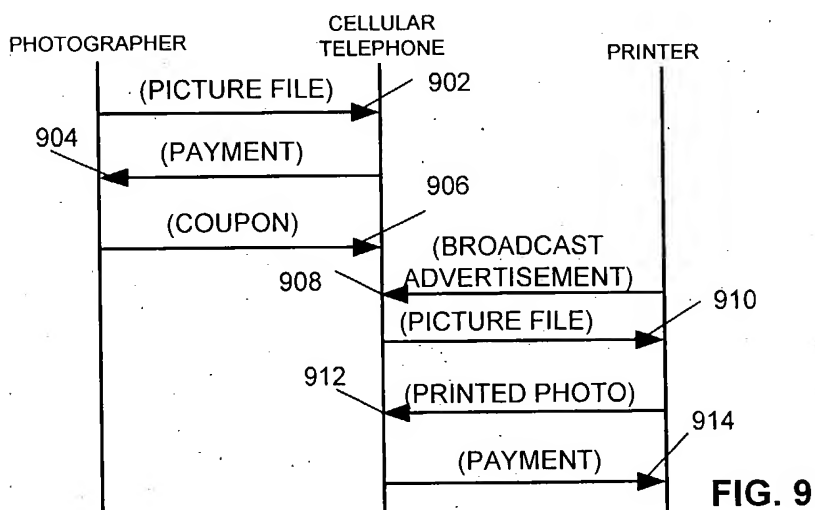 PHOTOGRAPHER
CELLULAR
TELEPHONE
PRINTER
(PICTURE FILE)
902
904
(PAYMENT)
906
(COUPON)
(BROADCAST
908
ADVERTISEMENT)
910
(PICTURE FILE)
912
(PRINTED PHOTO)
914
(PAYMENT)
FIG. 9